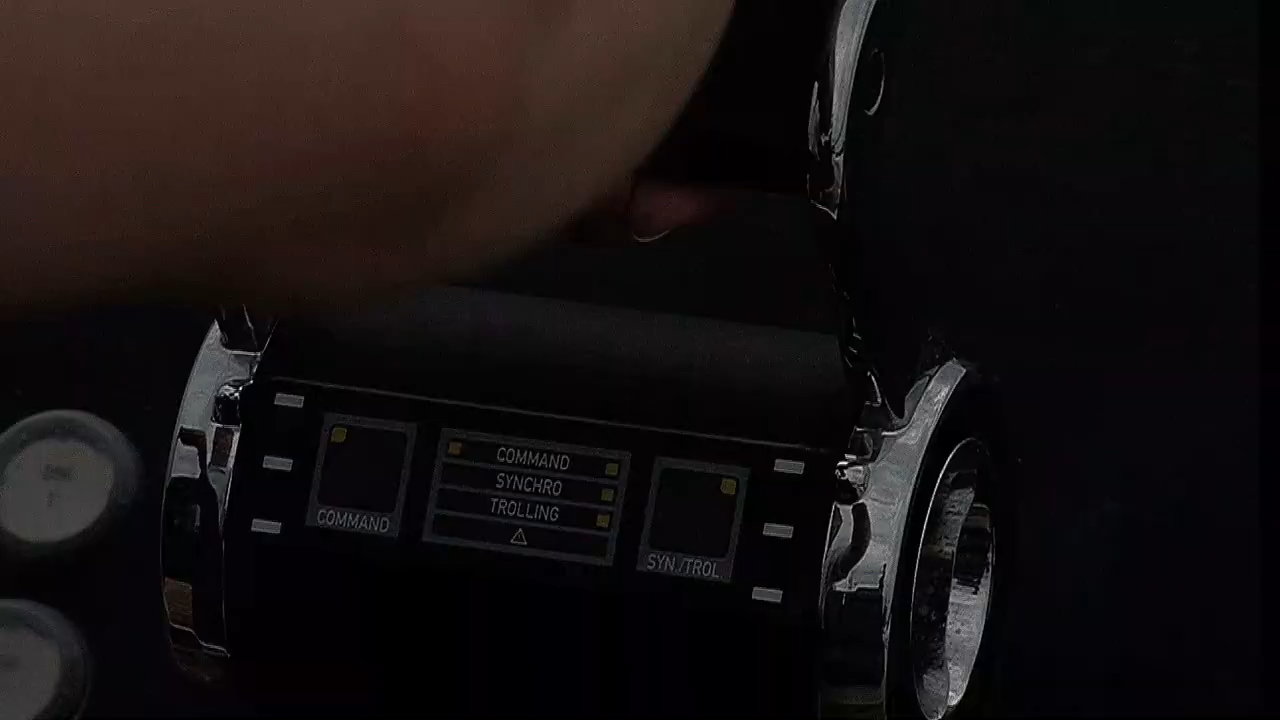 COMMAND
SYNCHRO
TROLLING
COMMAND
SYN./TROL.